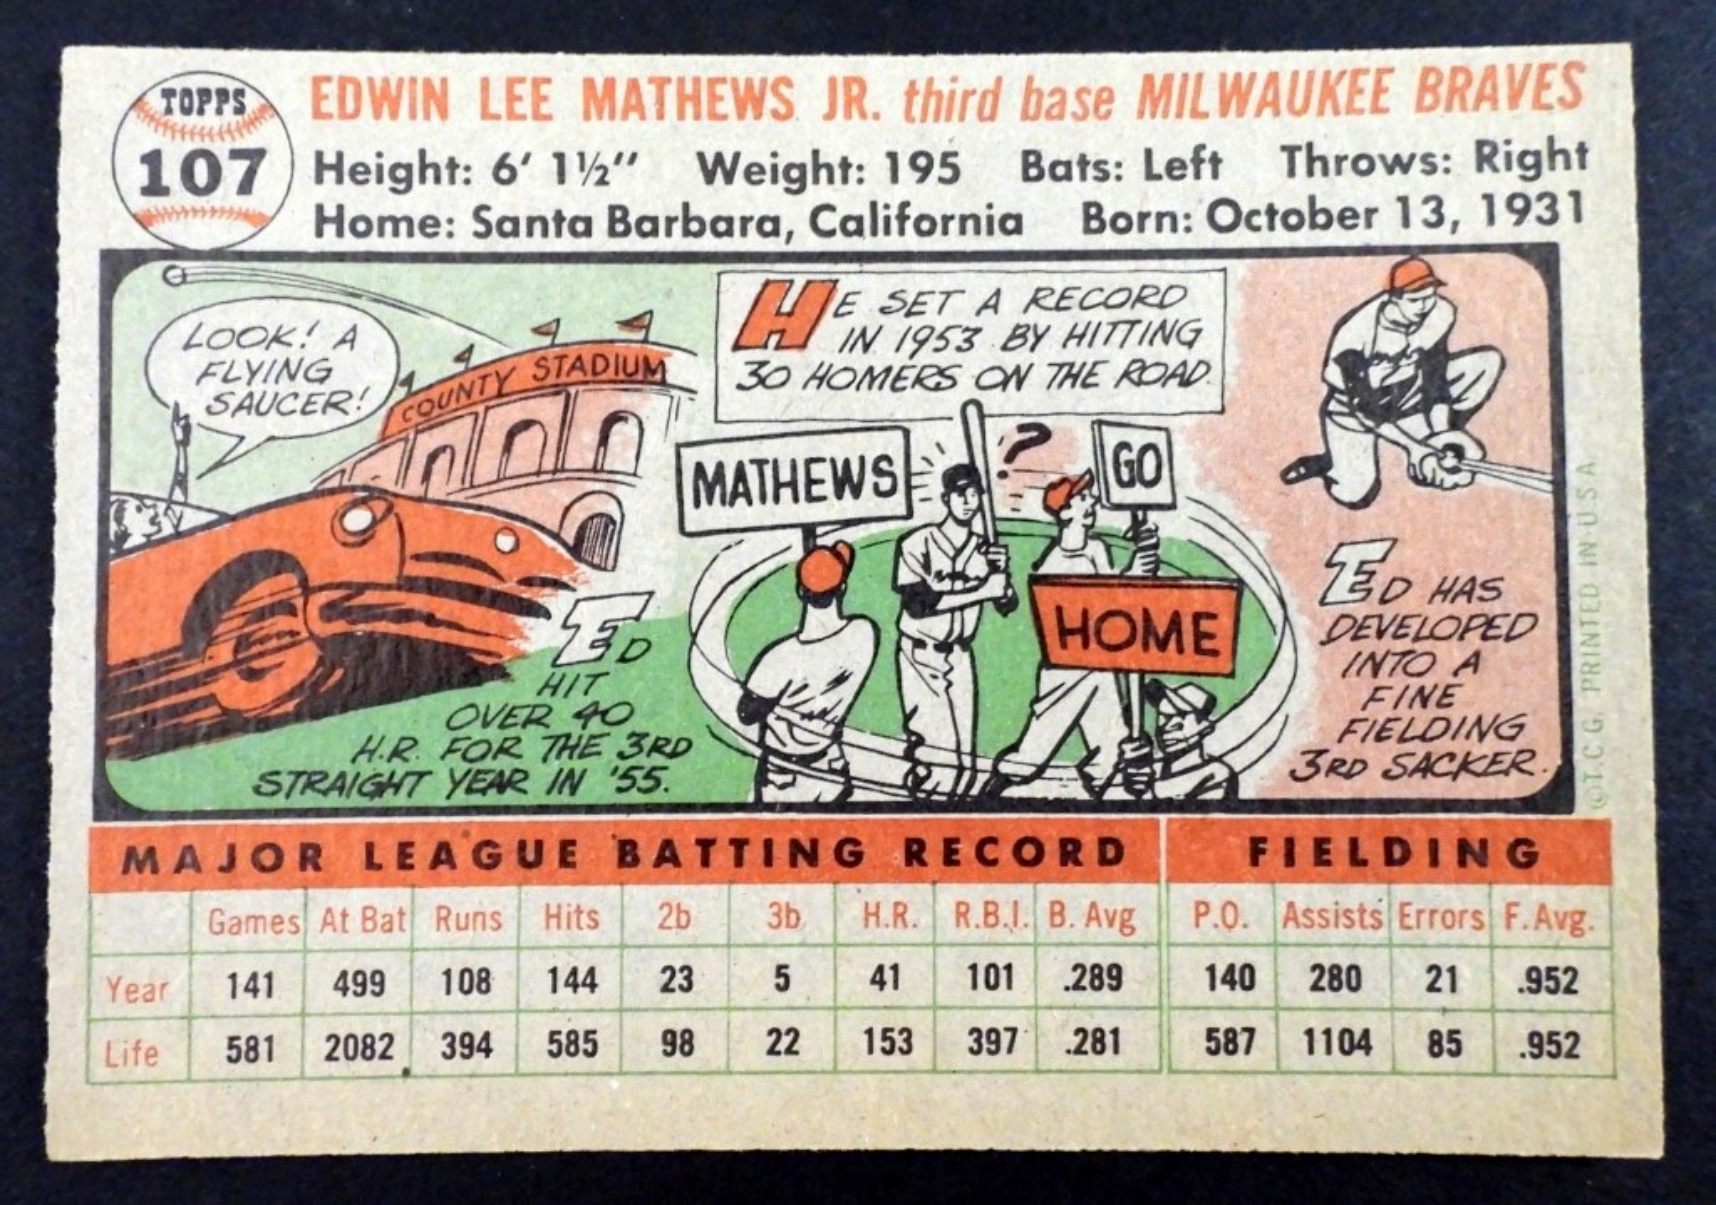 TOPPS
107
EDWIN LEE MATHEWS JR. third base MILWAUKEE BRAVES
Height: 6' 1½" Weight: 195 Bats: Left Throws: Right
Home: Santa Barbara, California Born: October 13, 1931
LOOK! A
FLYING
SAUCER!
COUNTY STADIUM
ED
HIT
OVER 40
H.R. FOR THE 3RD
STRAIGHT YEAR IN '55.
HE SET A RECORD
IN 1953 BY HITTING
30 HOMERS ON THE ROAD.
MATHEWS
?
GO
HOME
ED HAS
DEVELOPED
INTO A
FINE
FIELDING
3RD SACKER.
©T.C.G. PRINTED IN U.S.A.
MAJOR LEAGUE BATTING RECORD FIELDING
Games At Bat Runs Hits 2b 3b H.R. R.B.I. B. Avg P.O. Assists Errors F. Avg.
Year 141 499 108 144 23 5 41 101 .289 140 280 21 .952
Life 581 2082 394 585 98 22 153 397 .281 587 1104 85 .952